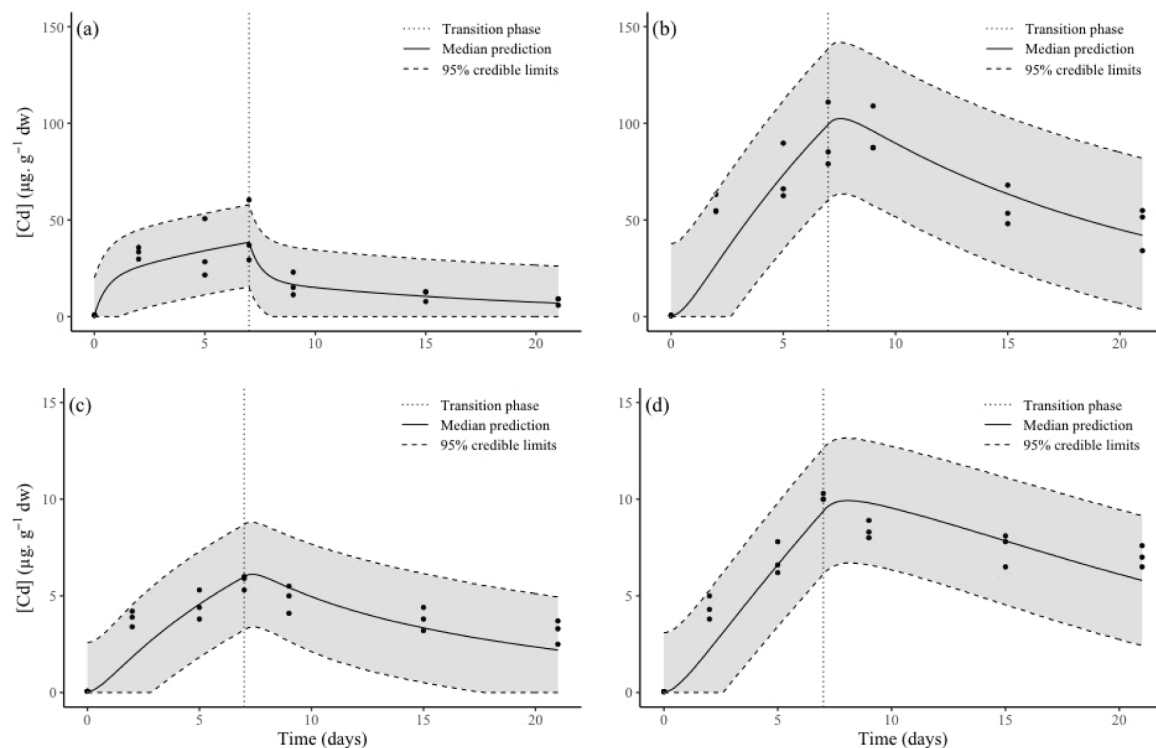 (a)
Transition phase
Median prediction
95% credible limits
[Cd] (µg. g⁻¹ dw)
150
100
50
0
0 5 10 15 20
(b)
Transition phase
Median prediction
95% credible limits
150
100
50
0
0 5 10 15 20
(c)
Transition phase
Median prediction
95% credible limits
[Cd] (µg. g⁻¹ dw)
15
10
5
0
0 5 10 15 20
Time (days)
(d)
Transition phase
Median prediction
95% credible limits
15
10
5
0
0 5 10 15 20
Time (days)